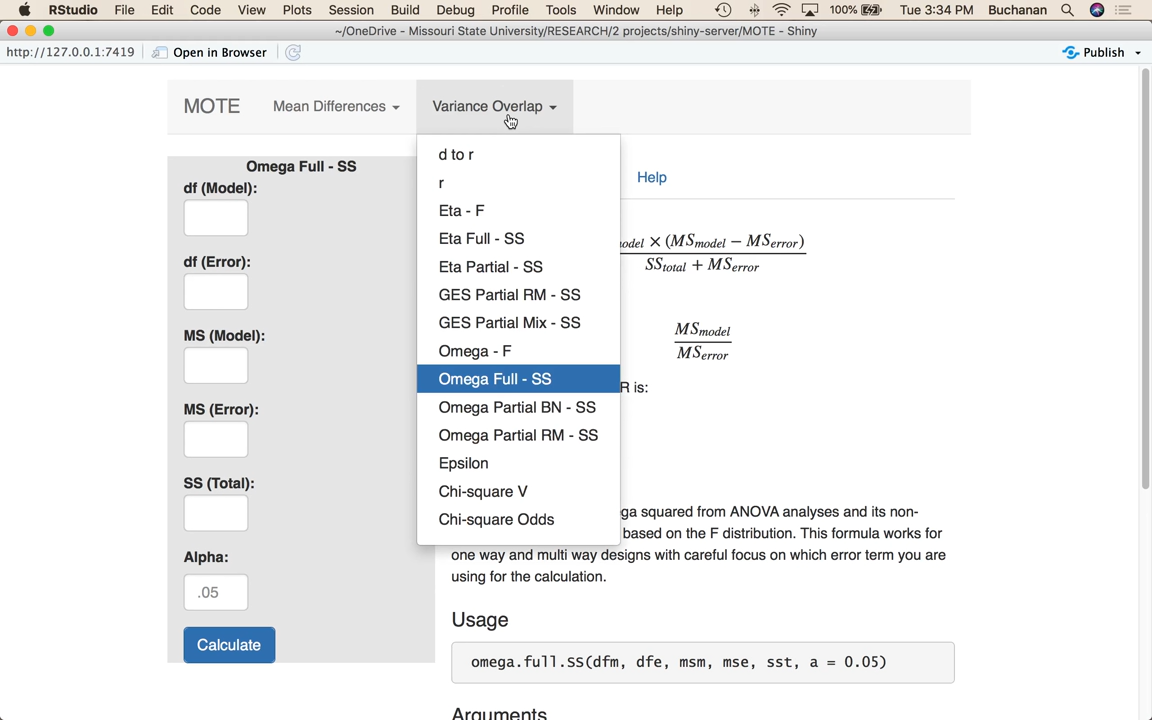 RStudio File Edit Code View Plots Session Build Debug Profile Tools Window Help 100% Tue 3:34 PM Buchanan
~/OneDrive - Missouri State University/RESEARCH/2 projects/shiny-server/MOTE - Shiny
http://127.0.0.1:7419 Open in Browser Publish
MOTE Mean Differences Variance Overlap
d to r
r
Eta - F
Eta Full - SS
Eta Partial - SS
GES Partial RM - SS
GES Partial Mix - SS
Omega - F
Omega Full - SS
Omega Partial BN - SS
Omega Partial RM - SS
Epsilon
Chi-square V
Chi-square Odds
Omega Full - SS
df (Model):
df (Error):
MS (Model):
MS (Error):
SS (Total):
Alpha:
.05
Calculate
Help
model × (MSmodel − MSerror)
SStotal + MSerror
MSmodel
MSerror
R is:
ga squared from ANOVA analyses and its non-
based on the F distribution. This formula works for
one way and multi way designs with careful focus on which error term you are
using for the calculation.
Usage
omega.full.SS(dfm, dfe, msm, mse, sst, a = 0.05)
Arguments